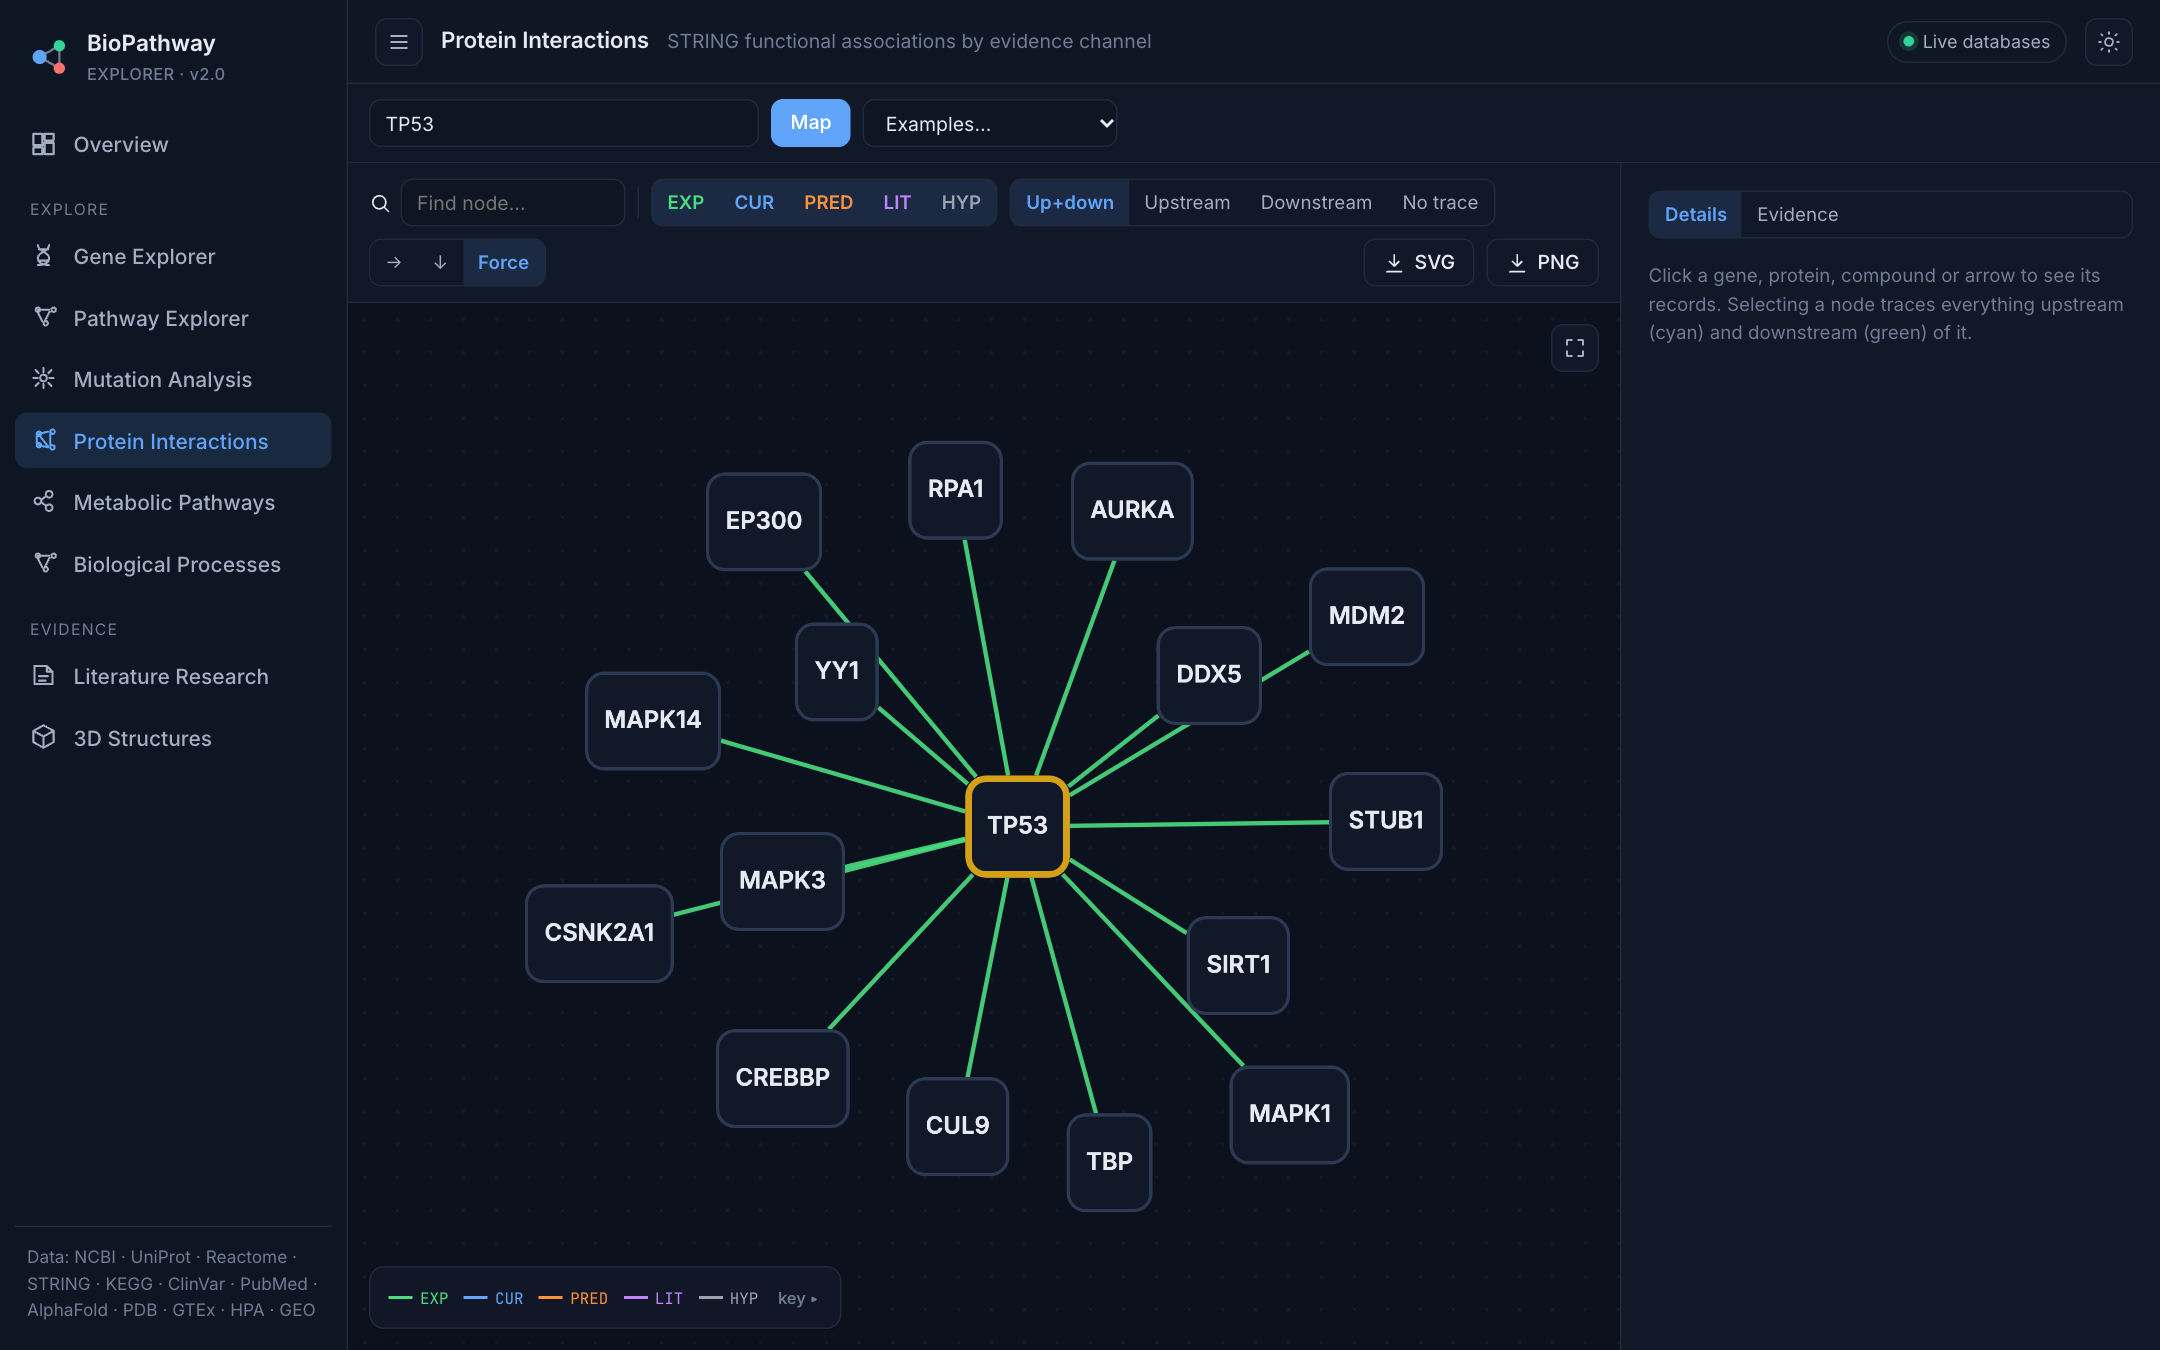 BioPathway
EXPLORER · v2.0
Overview
EXPLORE
Gene Explorer
Pathway Explorer
Mutation Analysis
Protein Interactions
Metabolic Pathways
Biological Processes
EVIDENCE
Literature Research
3D Structures
Data: NCBI · UniProt · Reactome ·
STRING · KEGG · ClinVar · PubMed ·
AlphaFold · PDB · GTEx · HPA · GEO
Protein Interactions STRING functional associations by evidence channel
Live databases
TP53 Map Examples...
Find node... EXP CUR PRED LIT HYP Up+down Upstream Downstream No trace
→ ↓ Force SVG PNG
RPA1
AURKA
EP300
MDM2
YY1
DDX5
MAPK14
STUB1
TP53
MAPK3
CSNK2A1
SIRT1
CREBBP
MAPK1
CUL9
TBP
EXP CUR PRED LIT HYP key ▸
Details Evidence
Click a gene, protein, compound or arrow to see its
records. Selecting a node traces everything upstream
(cyan) and downstream (green) of it.